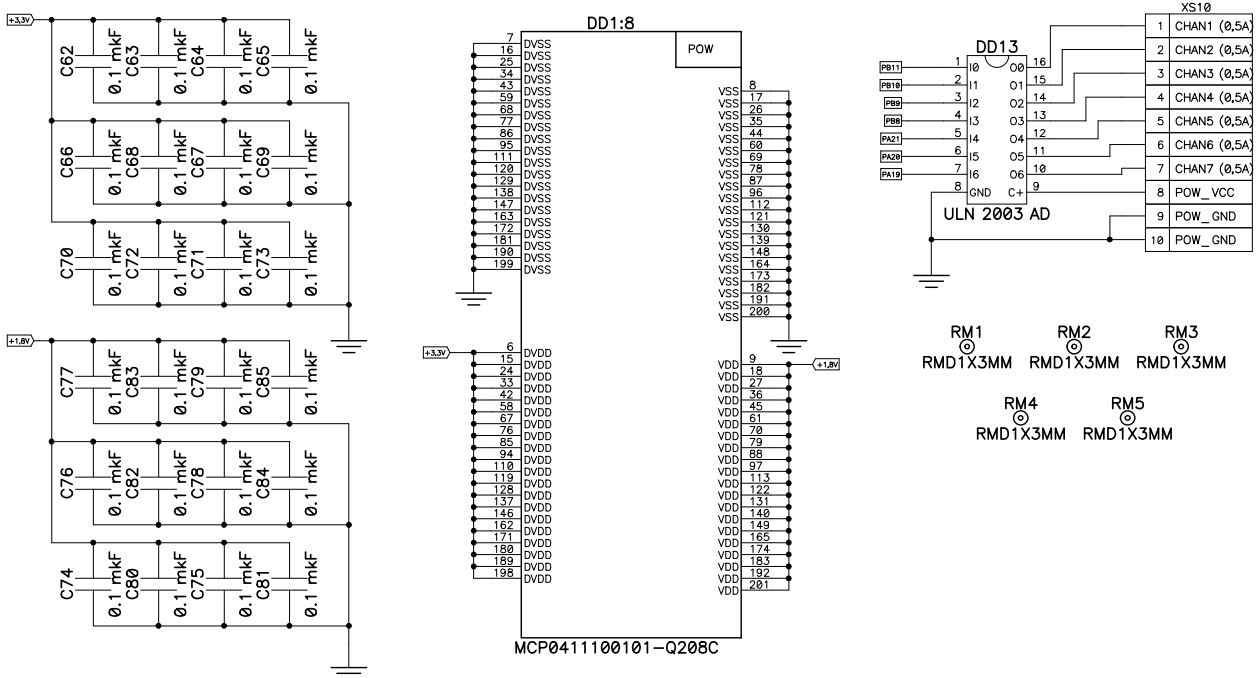 +3,3V
C62
0.1 mkF
C63
0.1 mkF
C64
0.1 mkF
C65
0.1 mkF
C66
0.1 mkF
C68
0.1 mkF
C67
0.1 mkF
C69
0.1 mkF
C70
0.1 mkF
C72
0.1 mkF
C71
0.1 mkF
C73
0.1 mkF
+1,8V
C77
0.1 mkF
C83
0.1 mkF
C79
0.1 mkF
C85
0.1 mkF
C76
0.1 mkF
C82
0.1 mkF
C78
0.1 mkF
C84
0.1 mkF
C74
0.1 mkF
C80
0.1 mkF
C75
0.1 mkF
C81
0.1 mkF
DD1:8
POW
7 DVSS
16 DVSS
25 DVSS
34 DVSS
43 DVSS
59 DVSS
68 DVSS
77 DVSS
86 DVSS
95 DVSS
111 DVSS
120 DVSS
129 DVSS
138 DVSS
147 DVSS
163 DVSS
172 DVSS
181 DVSS
190 DVSS
199 DVSS
+3,3V
6 DVDD
15 DVDD
24 DVDD
33 DVDD
42 DVDD
58 DVDD
67 DVDD
76 DVDD
85 DVDD
94 DVDD
110 DVDD
119 DVDD
128 DVDD
137 DVDD
146 DVDD
162 DVDD
171 DVDD
180 DVDD
189 DVDD
198 DVDD
VSS 8
VSS 17
VSS 26
VSS 35
VSS 44
VSS 60
VSS 69
VSS 78
VSS 87
VSS 96
VSS 112
VSS 121
VSS 130
VSS 139
VSS 148
VSS 164
VSS 173
VSS 182
VSS 191
VSS 200
VDD 9
+1,8V
VDD 18
VDD 27
VDD 36
VDD 45
VDD 61
VDD 70
VDD 79
VDD 88
VDD 97
VDD 113
VDD 122
VDD 131
VDD 140
VDD 149
VDD 165
VDD 174
VDD 183
VDD 192
VDD 201
MCP0411100101-Q208C
DD13
PB11 1 I0 O0 16
PB10 2 I1 O1 15
PB9 3 I2 O2 14
PB8 4 I3 O3 13
PA21 5 I4 O4 12
PA20 6 I5 O5 11
PA19 7 I6 O6 10
8 GND C+ 9
ULN 2003 AD
XS10
1 CHAN1 (0,5A)
2 CHAN2 (0,5A)
3 CHAN3 (0,5A)
4 CHAN4 (0,5A)
5 CHAN5 (0,5A)
6 CHAN6 (0,5A)
7 CHAN7 (0,5A)
8 POW_VCC
9 POW_GND
10 POW_GND
RM1
RMD1X3MM
RM2
RMD1X3MM
RM3
RMD1X3MM
RM4
RMD1X3MM
RM5
RMD1X3MM